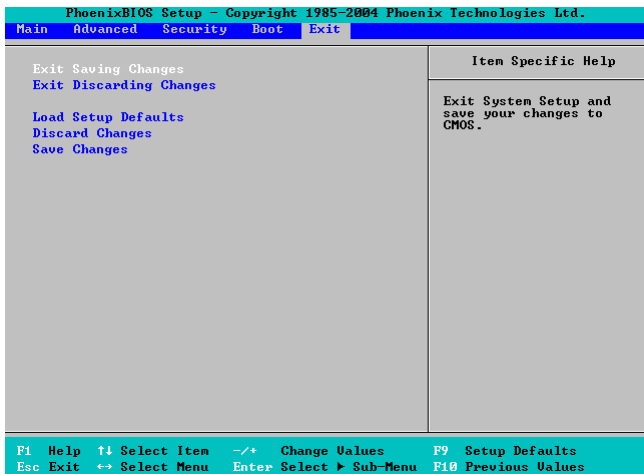 PhoenixBIOS Setup - Copyright 1985-2004 Phoenix Technologies Ltd.
Main Advanced Security Boot Exit
Exit Saving Changes
Exit Discarding Changes
Load Setup Defaults
Discard Changes
Save Changes
Item Specific Help
Exit System Setup and
save your changes to
CMOS.
F1 Help ↑↓ Select Item -/+ Change Values F9 Setup Defaults
Esc Exit ↔ Select Menu Enter Select ▶ Sub-Menu F10 Previous Values